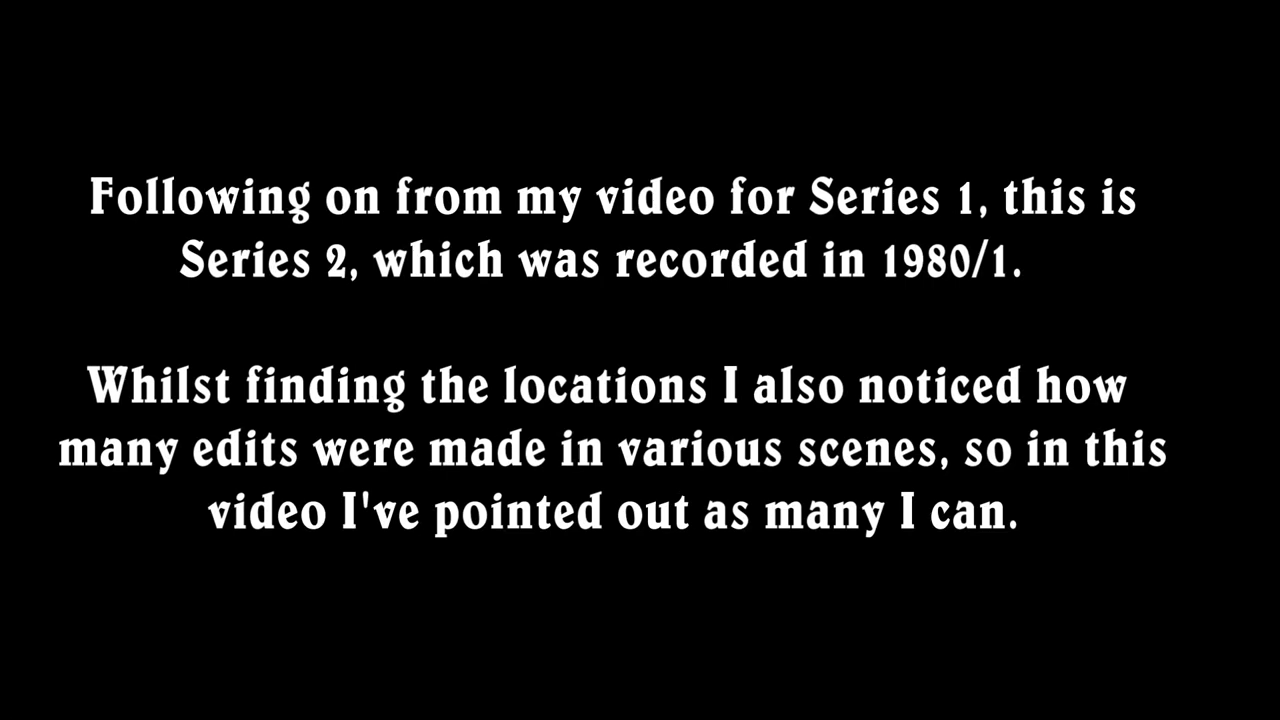 Following on from my video for Series 1, this is
Series 2, which was recorded in 1980/1.
Whilst finding the locations I also noticed how
many edits were made in various scenes, so in this
video I've pointed out as many I can.